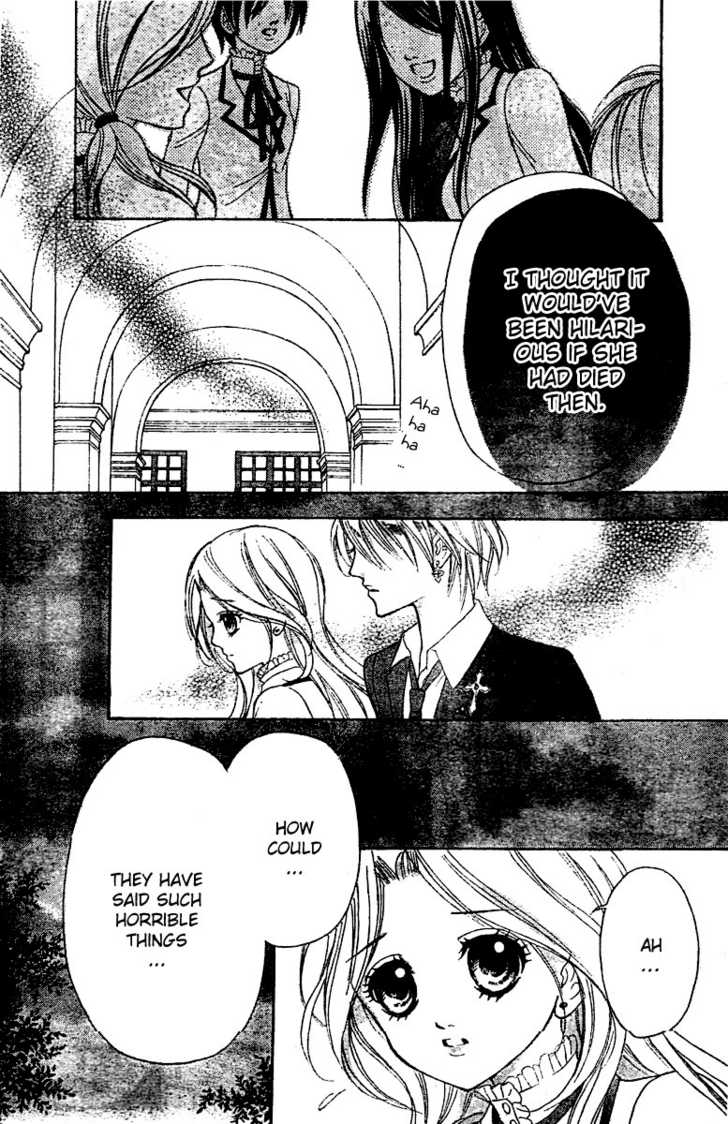 I THOUGHT IT
WOULD'VE
BEEN HILARI-
OUS IF SHE
HAD DIED
THEN.
Aha
ha
ha
...
HOW
COULD
...
THEY HAVE
SAID SUCH
HORRIBLE
THINGS
...
AH
...